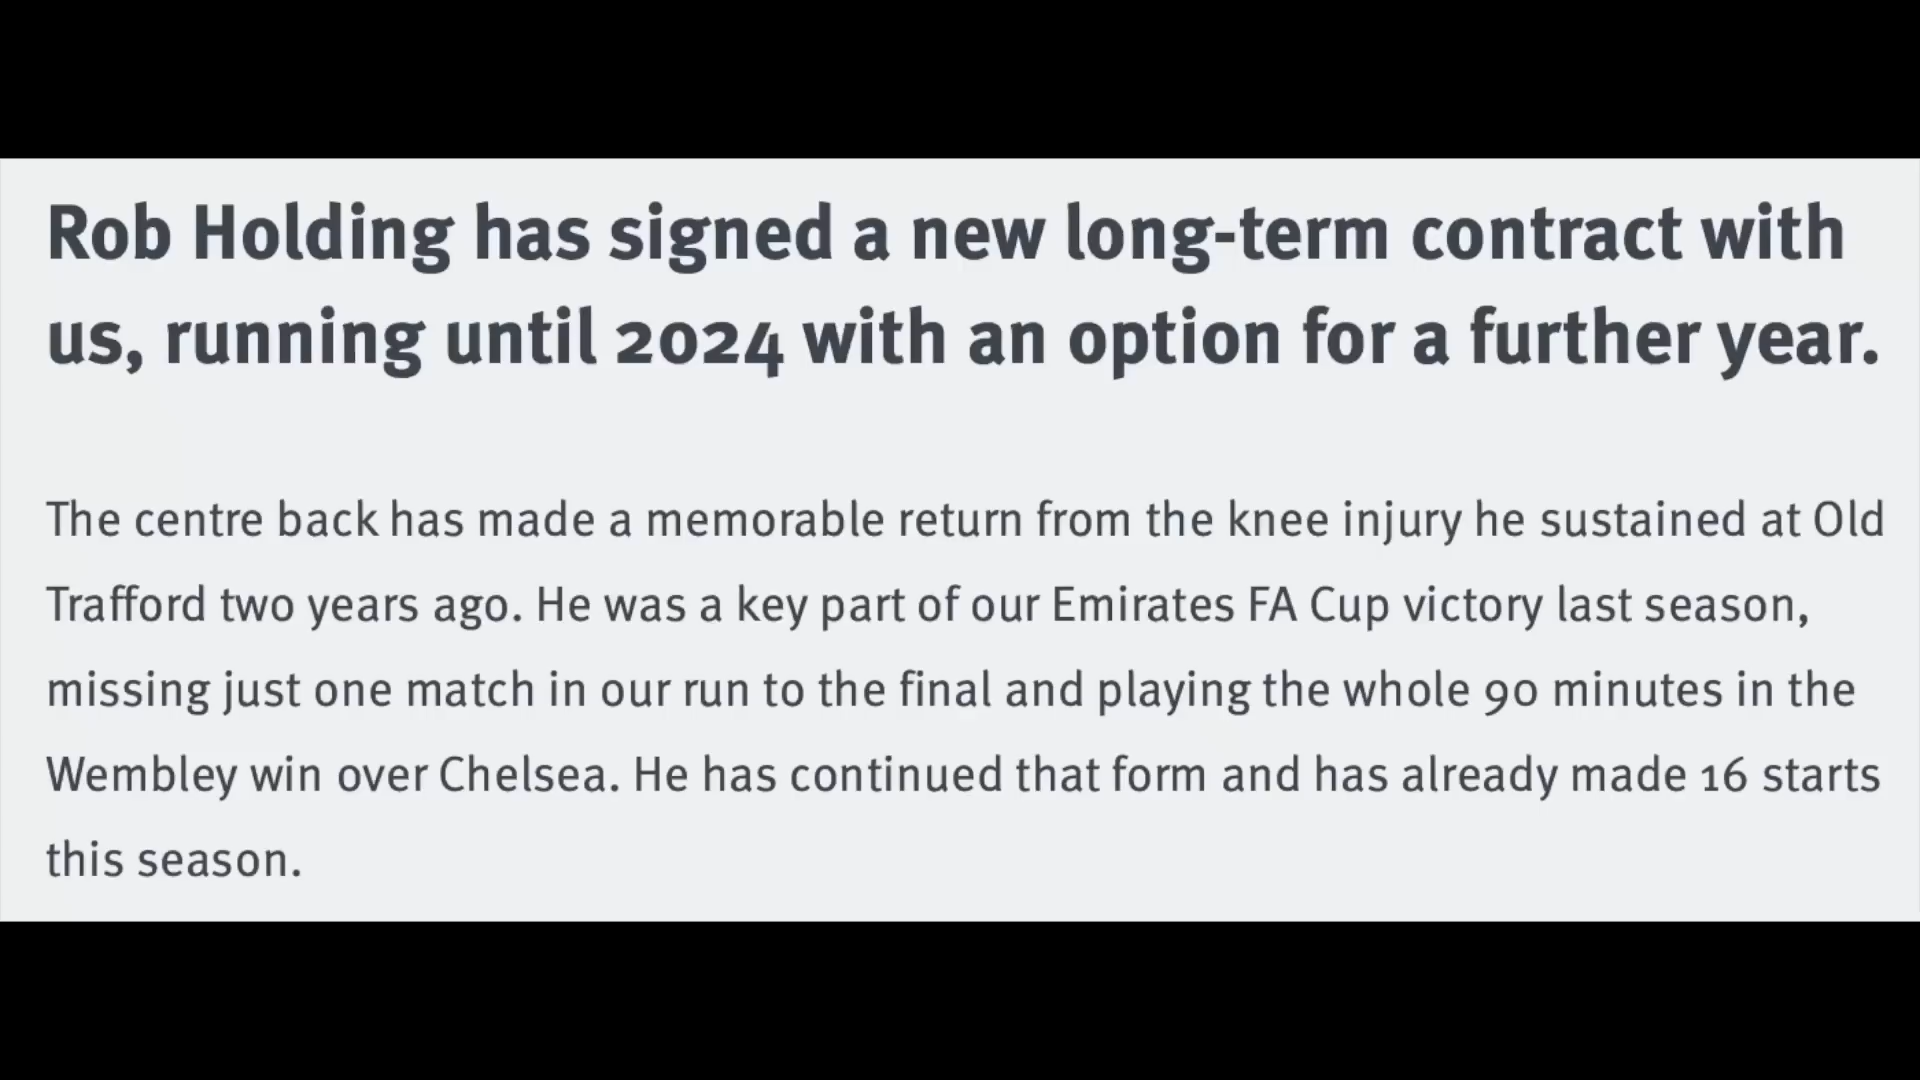 Rob Holding has signed a new long-term contract with
us, running until 2024 with an option for a further year.
The centre back has made a memorable return from the knee injury he sustained at Old
Trafford two years ago. He was a key part of our Emirates FA Cup victory last season,
missing just one match in our run to the final and playing the whole 90 minutes in the
Wembley win over Chelsea. He has continued that form and has already made 16 starts
this season.